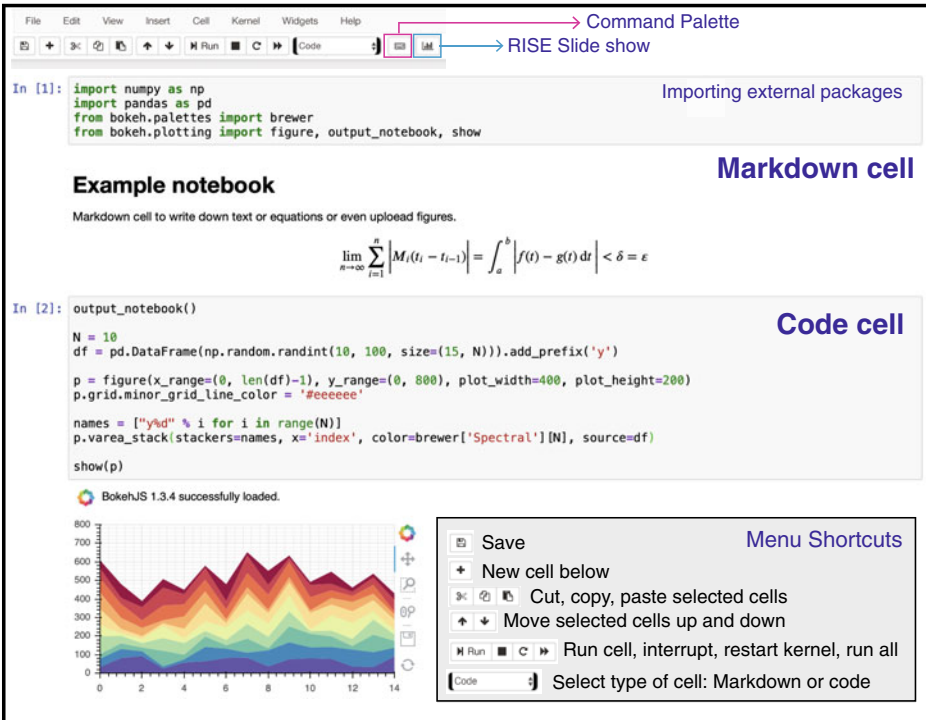 File Edit View Insert Cell Kernel Widgets Help
Command Palette
Run Code
RISE Slide show
In [1]: import numpy as np
import pandas as pd
from bokeh.palettes import brewer
from bokeh.plotting import figure, output_notebook, show
Importing external packages
Markdown cell
Example notebook
Markdown cell to write down text or equations or even uploead figures.
lim n→∞ ∑ i=1 n |M_i(t_i − t_{i−1})| = ∫ a b |f(t) − g(t) dt| < δ = ε
In [2]: output_notebook()
Code cell
N = 10
df = pd.DataFrame(np.random.randint(10, 100, size=(15, N))).add_prefix('y')
p = figure(x_range=(0, len(df)-1), y_range=(0, 800), plot_width=400, plot_height=200)
p.grid.minor_grid_line_color = '#eeeeee'
names = ["y%d" % i for i in range(N)]
p.varea_stack(stackers=names, x='index', color=brewer['Spectral'][N], source=df)
show(p)
BokehJS 1.3.4 successfully loaded.
800
700
600
500
400
300
200
100
0
0 2 4 6 8 10 12 14
Menu Shortcuts
Save
New cell below
Cut, copy, paste selected cells
Move selected cells up and down
Run Run cell, interrupt, restart kernel, run all
Code Select type of cell: Markdown or code